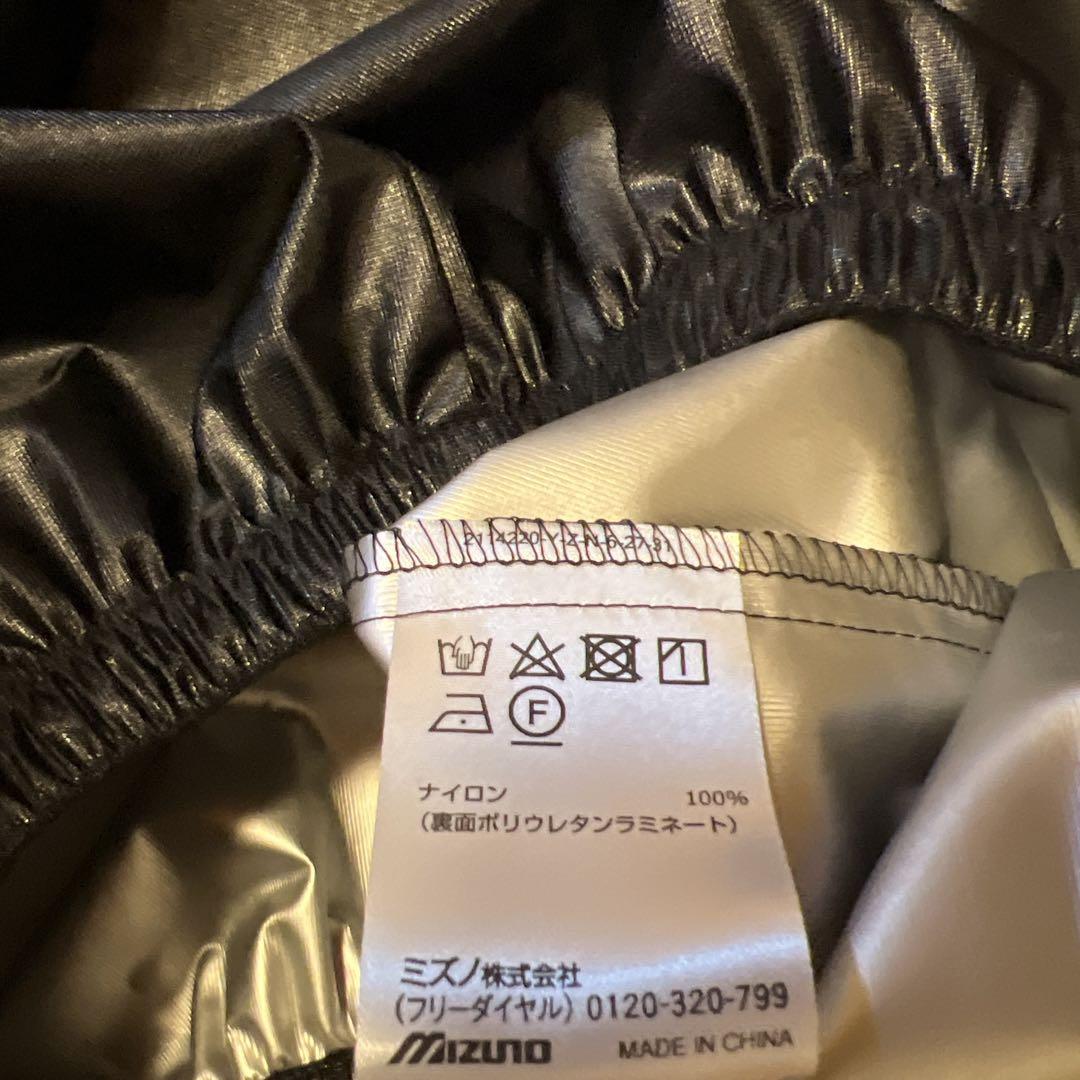 F
ナイロン 100%
(裏面ポリウレタンラミネート)
ミズノ株式会社
(フリーダイヤル) 0120-320-799
MIZUNO MADE IN CHINA